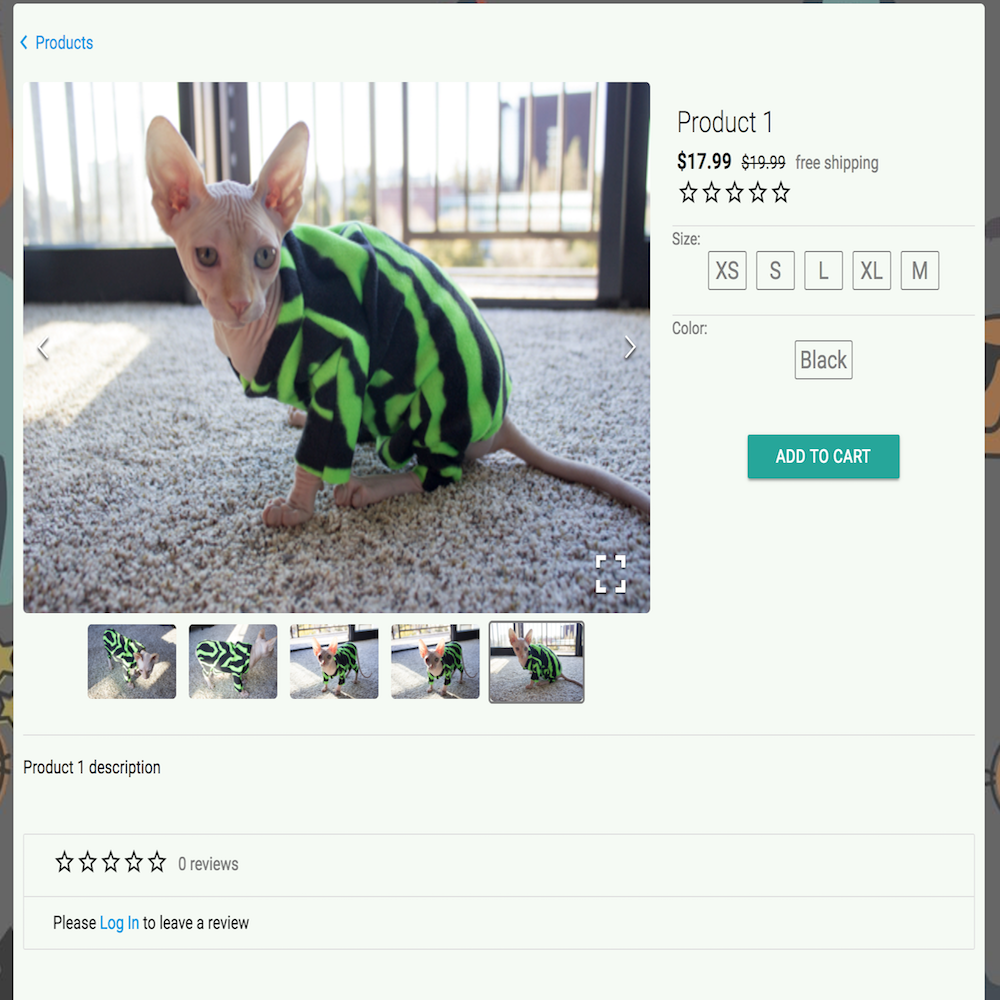 Products
Product 1
$17.99 $19.99 free shipping
Size:
XS S L XL M
Color:
Black
ADD TO CART
Product 1 description
0 reviews
Please Log In to leave a review